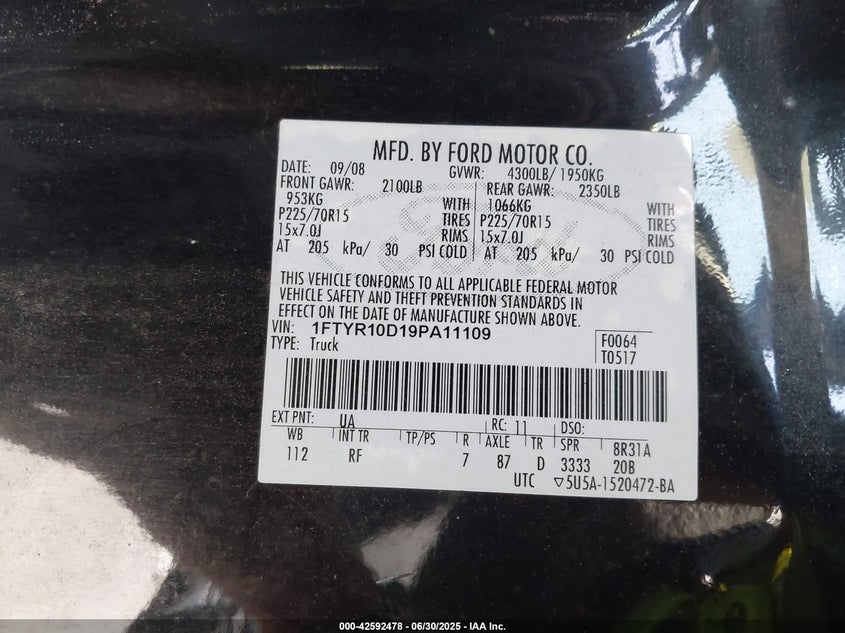 MFD. BY FORD MOTOR CO.
DATE: 09/08 GVWR: 4300LB/ 1950KG
FRONT GAWR: 2100LB REAR GAWR: 2350LB
953KG WITH 1066KG WITH
P225/70R15 TIRES P225/70R15 TIRES
15x7.0J RIMS 15x7.0J RIMS
AT 205 kPa/ 30 PSI COLD AT 205 kPa/ 30 PSI COLD
THIS VEHICLE CONFORMS TO ALL APPLICABLE FEDERAL MOTOR
VEHICLE SAFETY AND THEFT PREVENTION STANDARDS IN
EFFECT ON THE DATE OF MANUFACTURE SHOWN ABOVE.
VIN: 1FTYR10D19PA11109 F0064
TYPE: Truck T0517
EXT PNT: UA RC: 11 DSO:
WB INT TR TP/PS R AXLE TR SPR 8R31A
112 RF 7 87 D 3333 20B
UTC ▽5U5A-1520472-BA
000-42592478 - 06/30/2025 - IAA Inc.